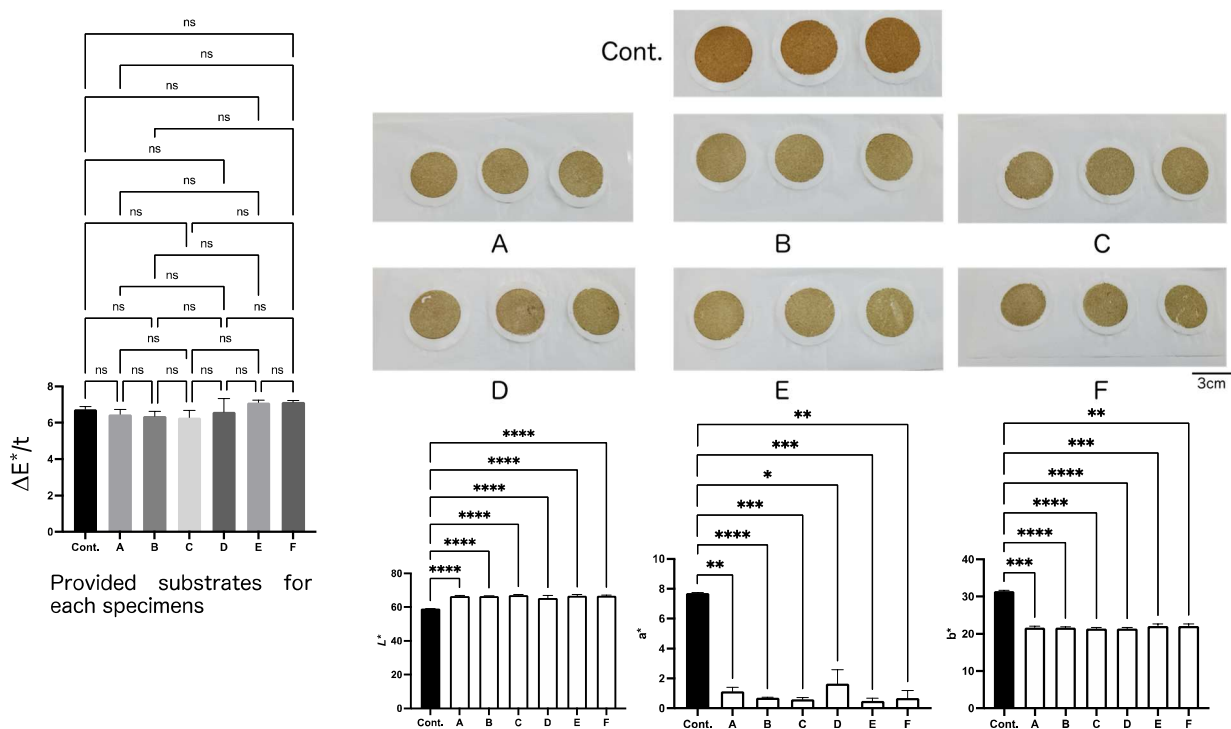 ns
ns
ns
ns
ns
ns
ns ns
ns
ns
ns ns ns
ns ns
ns ns ns ns ns ns
8
6
4
2
0
ΔE*/t
Cont. A B C D E F
Provided substrates for
each specimens
Cont.
A B C
D E F
3cm
****
****
****
****
****
****
80
60
40
20
0
L*
Cont. A B C D E F
**
***
*
***
****
**
10
8
6
4
2
0
a*
Cont. A B C D E F
**
***
****
****
****
***
40
30
20
10
0
b*
Cont. A B C D E F